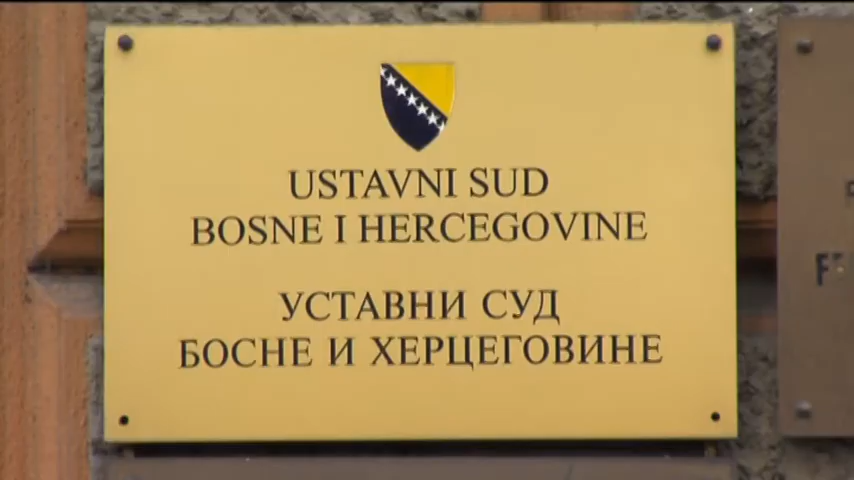 USTAVNI SUD
BOSNE I HERCEGOVINE
УСТАВНИ СУД
БОСНЕ И ХЕРЦЕГОВИНЕ